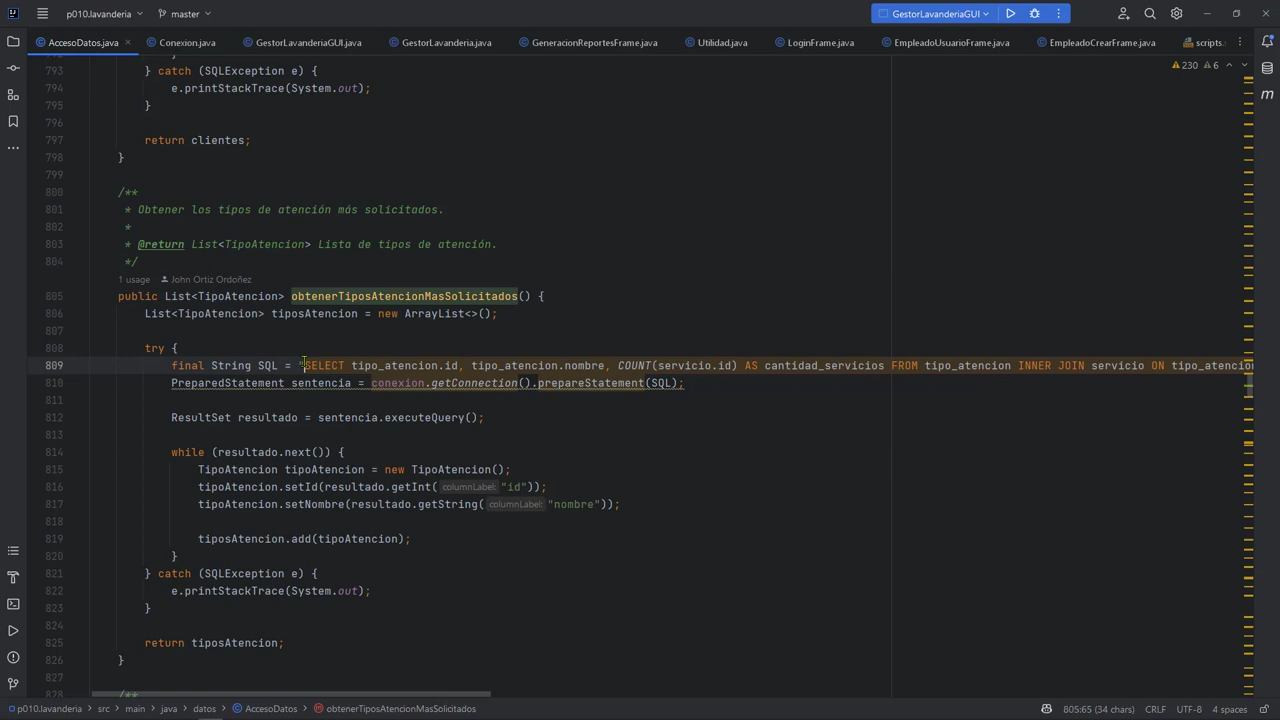 p010.lavanderia
master
GestorLavanderiaGUI
AccesoDatos.java
Conexion.java
GestorLavanderiaGUI.java
GestorLavanderia.java
GeneracionReportesFrame.java
Utilidad.java
LoginFrame.java
EmpleadoUsuarioFrame.java
EmpleadoCrearFrame.java
scripts.
230 6
793 } catch (SQLException e) {
794 e.printStackTrace(System.out);
795 }
796
797 return clientes;
798 }
799
800 /**
801 * Obtener los tipos de atención más solicitados.
802 *
803 * @return List<TipoAtencion> Lista de tipos de atención.
804 */
1 usage John Ortiz Ordoñez
805 public List<TipoAtencion> obtenerTiposAtencionMasSolicitados() {
806 List<TipoAtencion> tiposAtencion = new ArrayList<>();
807
808 try {
809 final String SQL = "SELECT tipo_atencion.id, tipo_atencion.nombre, COUNT(servicio.id) AS cantidad_servicios FROM tipo_atencion INNER JOIN servicio ON tipo_atencion
810 PreparedStatement sentencia = conexion.getConnection().prepareStatement(SQL);
811
812 ResultSet resultado = sentencia.executeQuery();
813
814 while (resultado.next()) {
815 TipoAtencion tipoAtencion = new TipoAtencion();
816 tipoAtencion.setId(resultado.getInt( columnLabel: "id"));
817 tipoAtencion.setNombre(resultado.getString( columnLabel: "nombre"));
818
819 tiposAtencion.add(tipoAtencion);
820 }
821 } catch (SQLException e) {
822 e.printStackTrace(System.out);
823 }
824
825 return tiposAtencion;
826 }
827
828 /**
p010.lavanderia > src > main > java > datos > AccesoDatos > obtenerTiposAtencionMasSolicitados
805:65 (34 chars) CRLF UTF-8 4 spaces